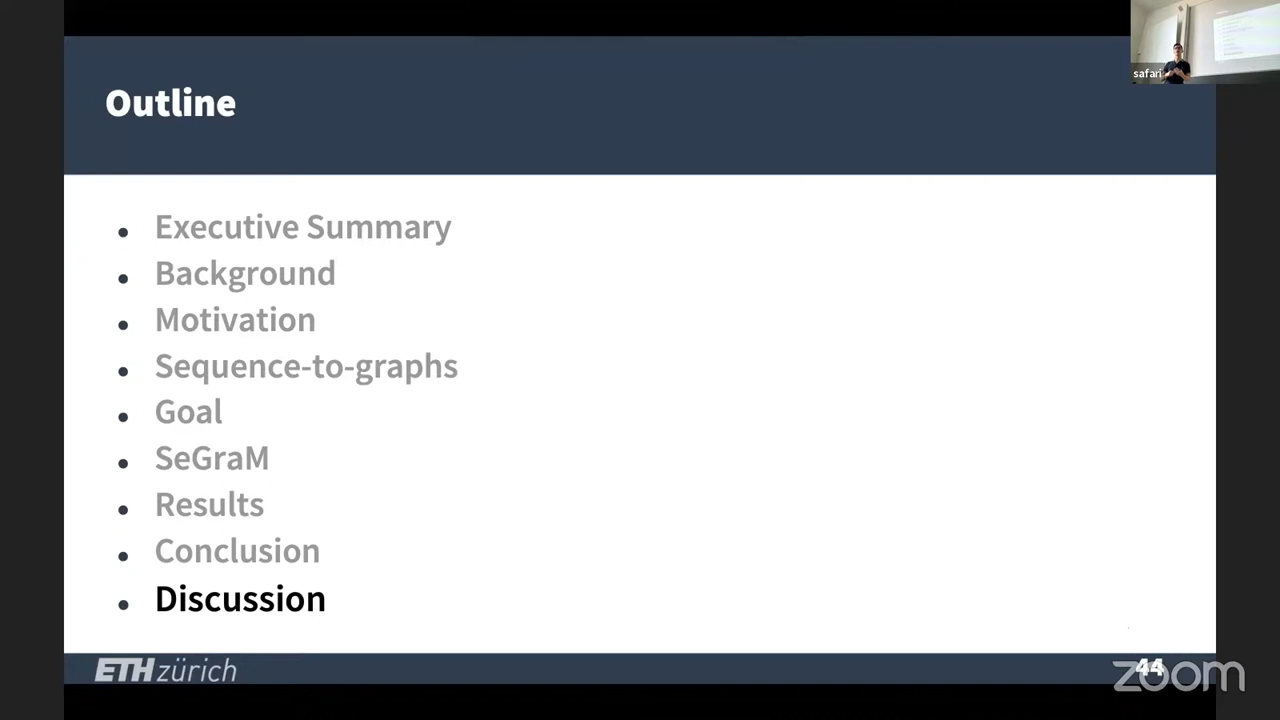 safari
Outline
Executive Summary
Background
Motivation
Sequence-to-graphs
Goal
SeGraM
Results
Conclusion
Discussion
ETH zürich
44
zoom